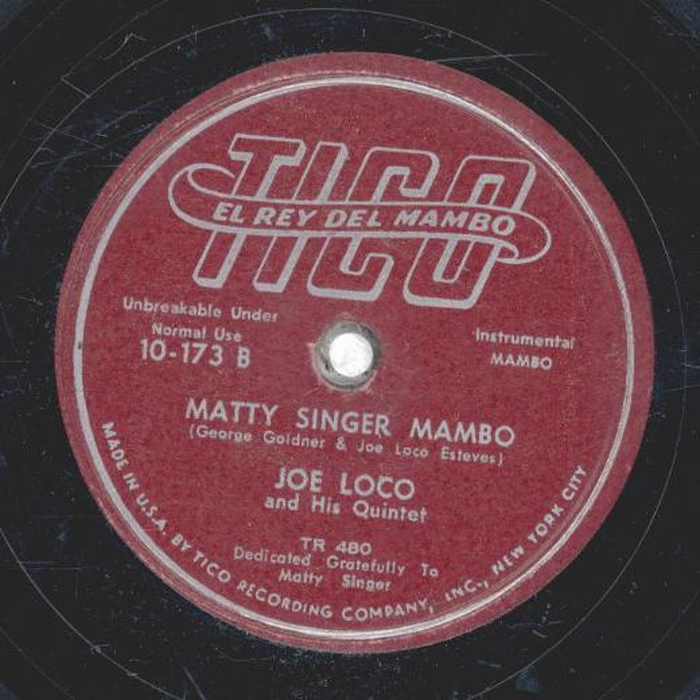 TICO
EL REY DEL MAMBO
Unbreakable Under
Normal Use
10-173 B
Instrumental
MAMBO
MATTY SINGER MAMBO
(George Goldner & Joe Loco Esteves)
JOE LOCO
and His Quintet
TR 480
Dedicated Gratefully To
Matty Singer
MADE IN U.S.A. BY TICO RECORDING COMPANY, INC., NEW YORK CITY